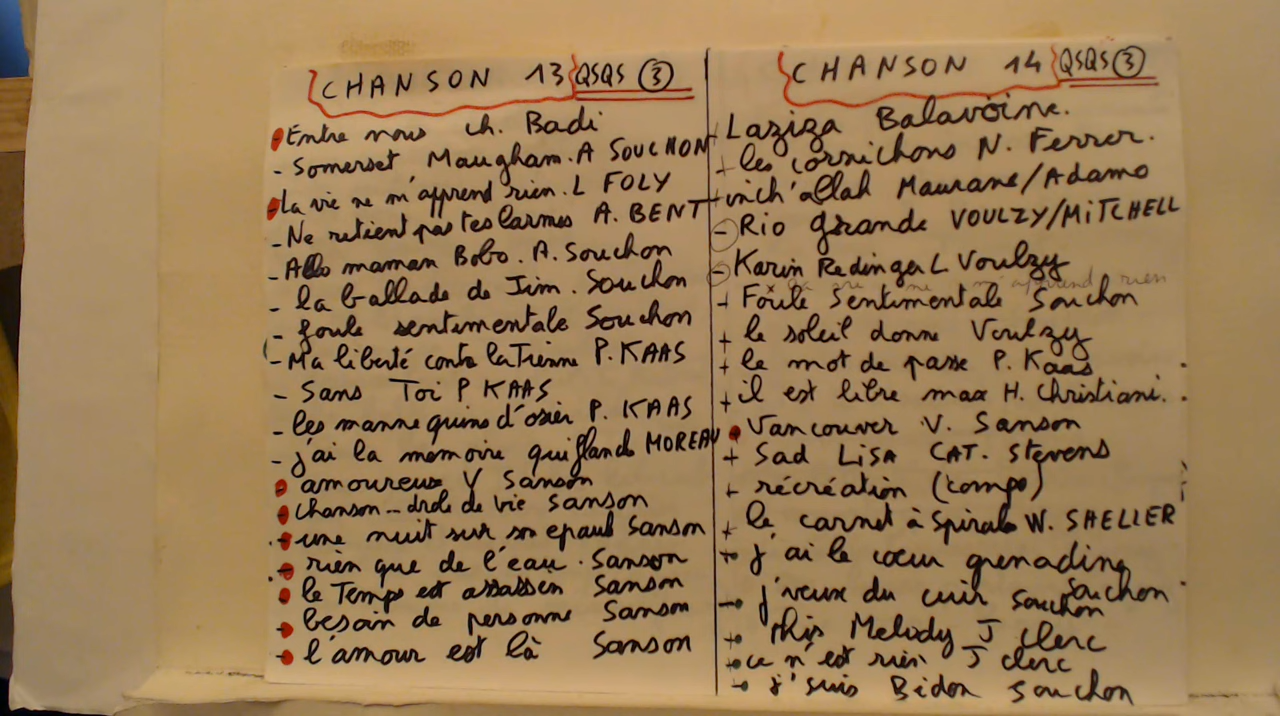 CHANSON 13 QSQS 3
Entre nous ch. Badi
- Somerset Maugham. A SOUCHON
La vie ne m'apprend rien. L FOLY
- Ne retient pas tes larmes A. BENT
- Allo maman Bobo. A. Souchon
- la ballade de Jim. Souchon
- foule sentimentale Souchon
- Ma liberté contre la Tienne P. KAAS
- Sans Toi P KAAS
- les mannequins d'osier P. KAAS
- j'ai la memoire qui flanche MOREAU
- amoureuse V Sanson
- chanson -- drole de vie Sanson
- une nuit sur son epaul Sanson
- rien que de l'eau. Sanson
- le Temps est assassin Sanson
- besoin de personne Sanson
- l'amour est là Sanson
CHANSON 14 QSQS 3
+ Laziza Balavoine.
+ les cornichons N. Ferrer.
+ inch'allah Maurane/Adamo
- Rio grande VOULZY/MITCHELL
- Karin Redinger L Voulzy
+ Foule Sentimentale Souchon
+ le soleil donne Voulzy
+ le mot de passe P. Kaas
+ il est libre max H. Christiani.
Vancouver V. Sanson
+ Sad LiSA CAT. Stevens
+ récréation (compo)
+ le carnet à Spirale W. SHELLER
+ j'ai le cœur grenadine Souchon
- j'veux du cuir Souchon
+ this Melody J clerc
+ ce n'est rien J clerc
- j'suis Bidon Souchon